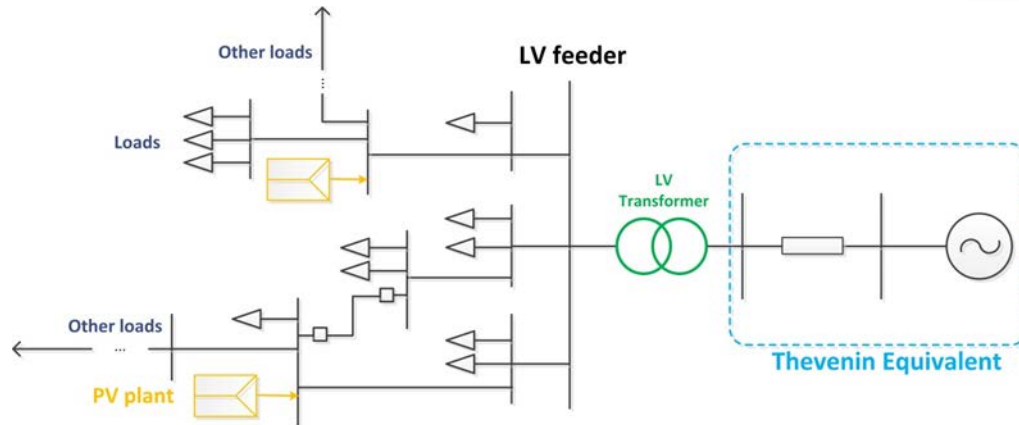 Other loads
...
LV feeder
Loads
LV
Transformer
Other loads
...
PV plant
Thevenin Equivalent